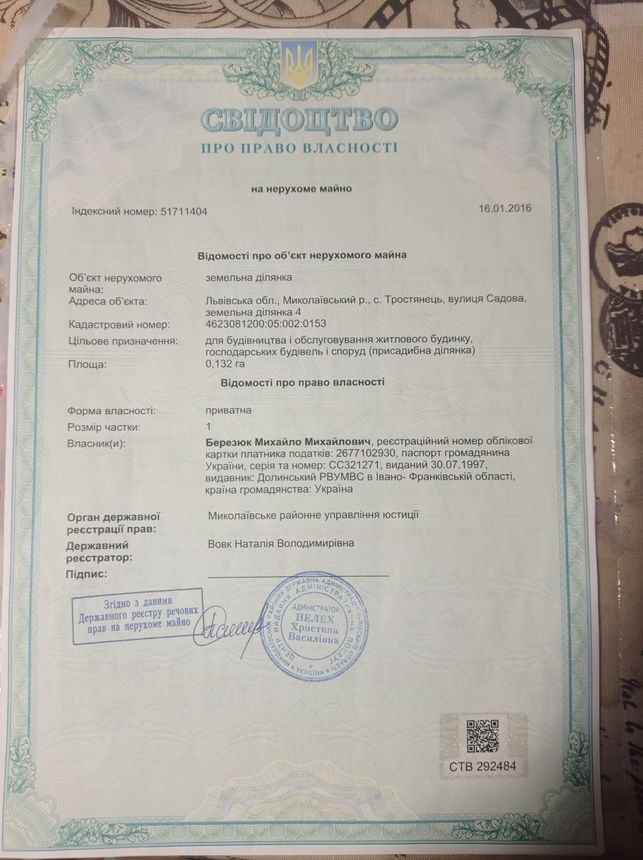 СВІДОЦТВО
ПРО ПРАВО ВЛАСНОСТІ
на нерухоме майно
Індексний номер: 51711404 16.01.2016
Відомості про об'єкт нерухомого майна
Об'єкт нерухомого майна: земельна ділянка
Адреса об'єкта: Львівська обл., Миколаївський р., с. Тростянець, вулиця Садова,
земельна ділянка 4
Кадастровий номер: 4623081200:05:002:0153
Цільове призначення: для будівництва і обслуговування житлового будинку,
господарських будівель і споруд (присадибна ділянка)
Площа: 0,132 га
Відомості про право власності
Форма власності: приватна
Розмір частки: 1
Власник(и): Березюк Михайло Михайлович, реєстраційний номер облікової
картки платника податків: 2677102930, паспорт громадянина
України, серія та номер: СС321271, виданий 30.07.1997,
видавник: Долинський РВУМВС в Івано- Франківській області,
країна громадянства: Україна
Орган державної реєстрації прав: Миколаївське районне управління юстиції
Державний реєстратор: Вовк Наталія Володимирівна
Підпис:
Згідно з даними
Державного реєстру речових
прав на нерухоме майно
ЦЕНТР НАДАННЯ АДМІНІСТРАТИВНИХ ПОСЛУГ
УКРАЇНА
АДМІНІСТРАТОР
ПЕЛЕХ
Христина
Василівна
СТВ 292484